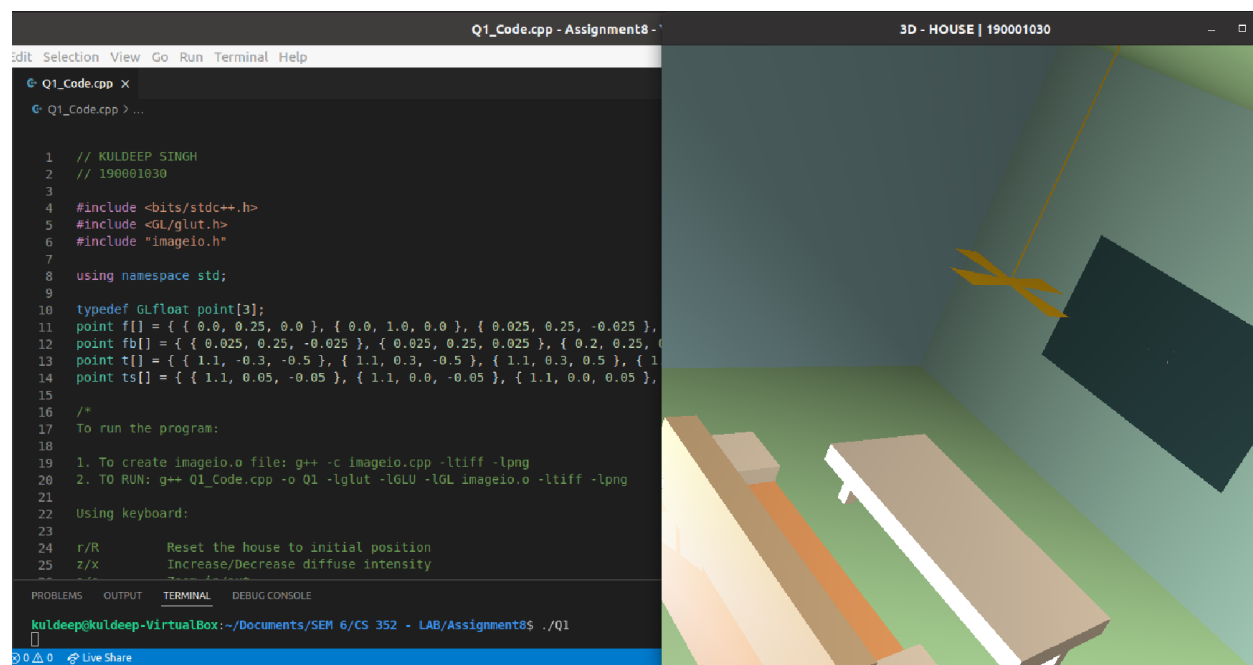 Q1_Code.cpp - Assignment8 -
3D - HOUSE | 190001030
Edit Selection View Go Run Terminal Help
Q1_Code.cpp ×
Q1_Code.cpp > ...
1 // KULDEEP SINGH
2 // 190001030
3
4 #include <bits/stdc++.h>
5 #include <GL/glut.h>
6 #include "imageio.h"
7
8 using namespace std;
9
10 typedef GLfloat point[3];
11 point f[] = { { 0.0, 0.25, 0.0 }, { 0.0, 1.0, 0.0 }, { 0.025, 0.25, -0.025 },
12 point fb[] = { { 0.025, 0.25, -0.025 }, { 0.025, 0.25, 0.025 }, { 0.2, 0.25,
13 point t[] = { { 1.1, -0.3, -0.5 }, { 1.1, 0.3, -0.5 }, { 1.1, 0.3, 0.5 }, { 1
14 point ts[] = { { 1.1, 0.05, -0.05 }, { 1.1, 0.0, -0.05 }, { 1.1, 0.0, 0.05 },
15
16 /*
17 To run the program:
18
19 1. To create imageio.o file: g++ -c imageio.cpp -ltiff -lpng
20 2. TO RUN: g++ Q1_Code.cpp -o Q1 -lglut -lGLU -lGL imageio.o -ltiff -lpng
21
22 Using keyboard:
23
24 r/R Reset the house to initial position
25 z/x Increase/Decrease diffuse intensity
PROBLEMS OUTPUT TERMINAL DEBUG CONSOLE
kuldeep@kuldeep-VirtualBox:~/Documents/SEM 6/CS 352 - LAB/Assignment8$ ./Q1
0 0 Live Share